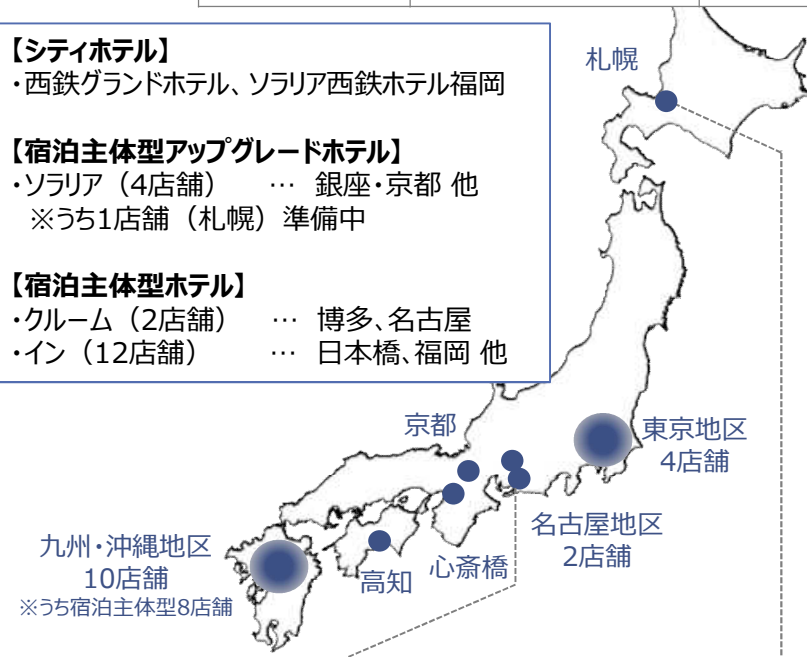 【シティホテル】
・西鉄グランドホテル、ソラリア西鉄ホテル福岡
【宿泊主体型アップグレードホテル】
・ソラリア（4店舗） … 銀座・京都 他
※うち1店舗（札幌）準備中
【宿泊主体型ホテル】
・クルーム（2店舗） … 博多、名古屋
・イン（12店舗） … 日本橋、福岡 他
札幌
京都
東京地区
4店舗
名古屋地区
2店舗
心斎橋
高知
九州・沖縄地区
10店舗
※うち宿泊主体型8店舗